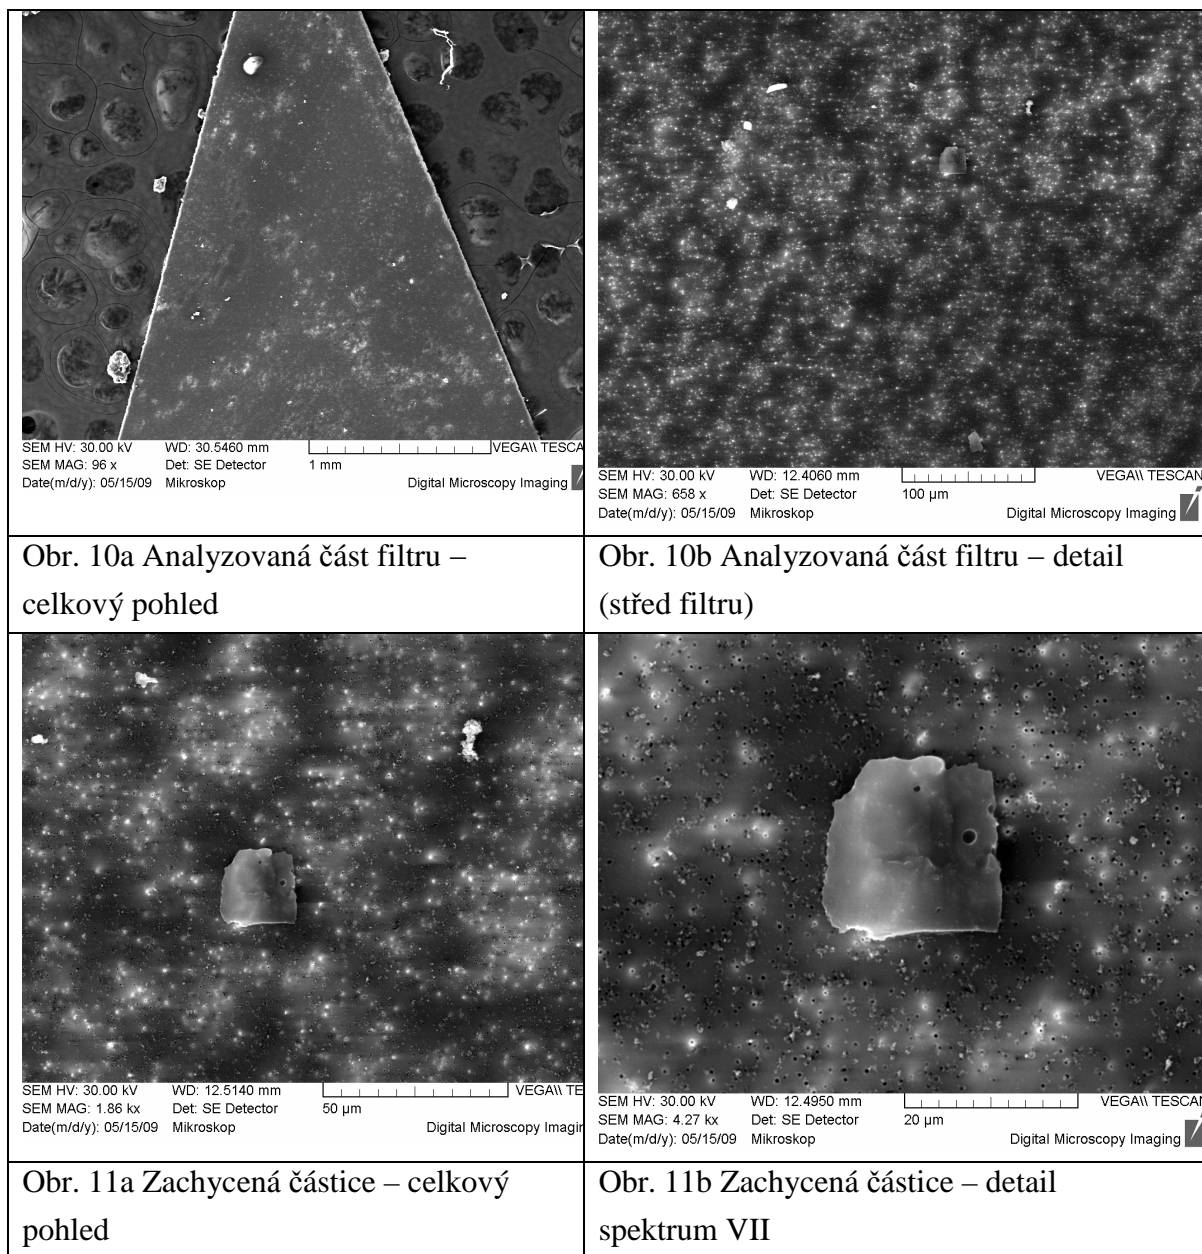 SEM HV: 30.00 kV WD: 30.5460 mm VEGA\\ TESCA
SEM MAG: 96 x Det: SE Detector 1 mm
Date(m/d/y): 05/15/09 Mikroskop Digital Microscopy Imaging
SEM HV: 30.00 kV WD: 12.4060 mm VEGA\\ TESCAN
SEM MAG: 658 x Det: SE Detector 100 µm
Date(m/d/y): 05/15/09 Mikroskop Digital Microscopy Imaging
Obr. 10a Analyzovaná část filtru –
celkový pohled
Obr. 10b Analyzovaná část filtru – detail
(střed filtru)
SEM HV: 30.00 kV WD: 12.5140 mm VEGA\\ TE
SEM MAG: 1.86 kx Det: SE Detector 50 µm
Date(m/d/y): 05/15/09 Mikroskop Digital Microscopy Imagin
SEM HV: 30.00 kV WD: 12.4950 mm VEGA\\ TESCAN
SEM MAG: 4.27 kx Det: SE Detector 20 µm
Date(m/d/y): 05/15/09 Mikroskop Digital Microscopy Imaging
Obr. 11a Zachycená částice – celkový
pohled
Obr. 11b Zachycená částice – detail
spektrum VII